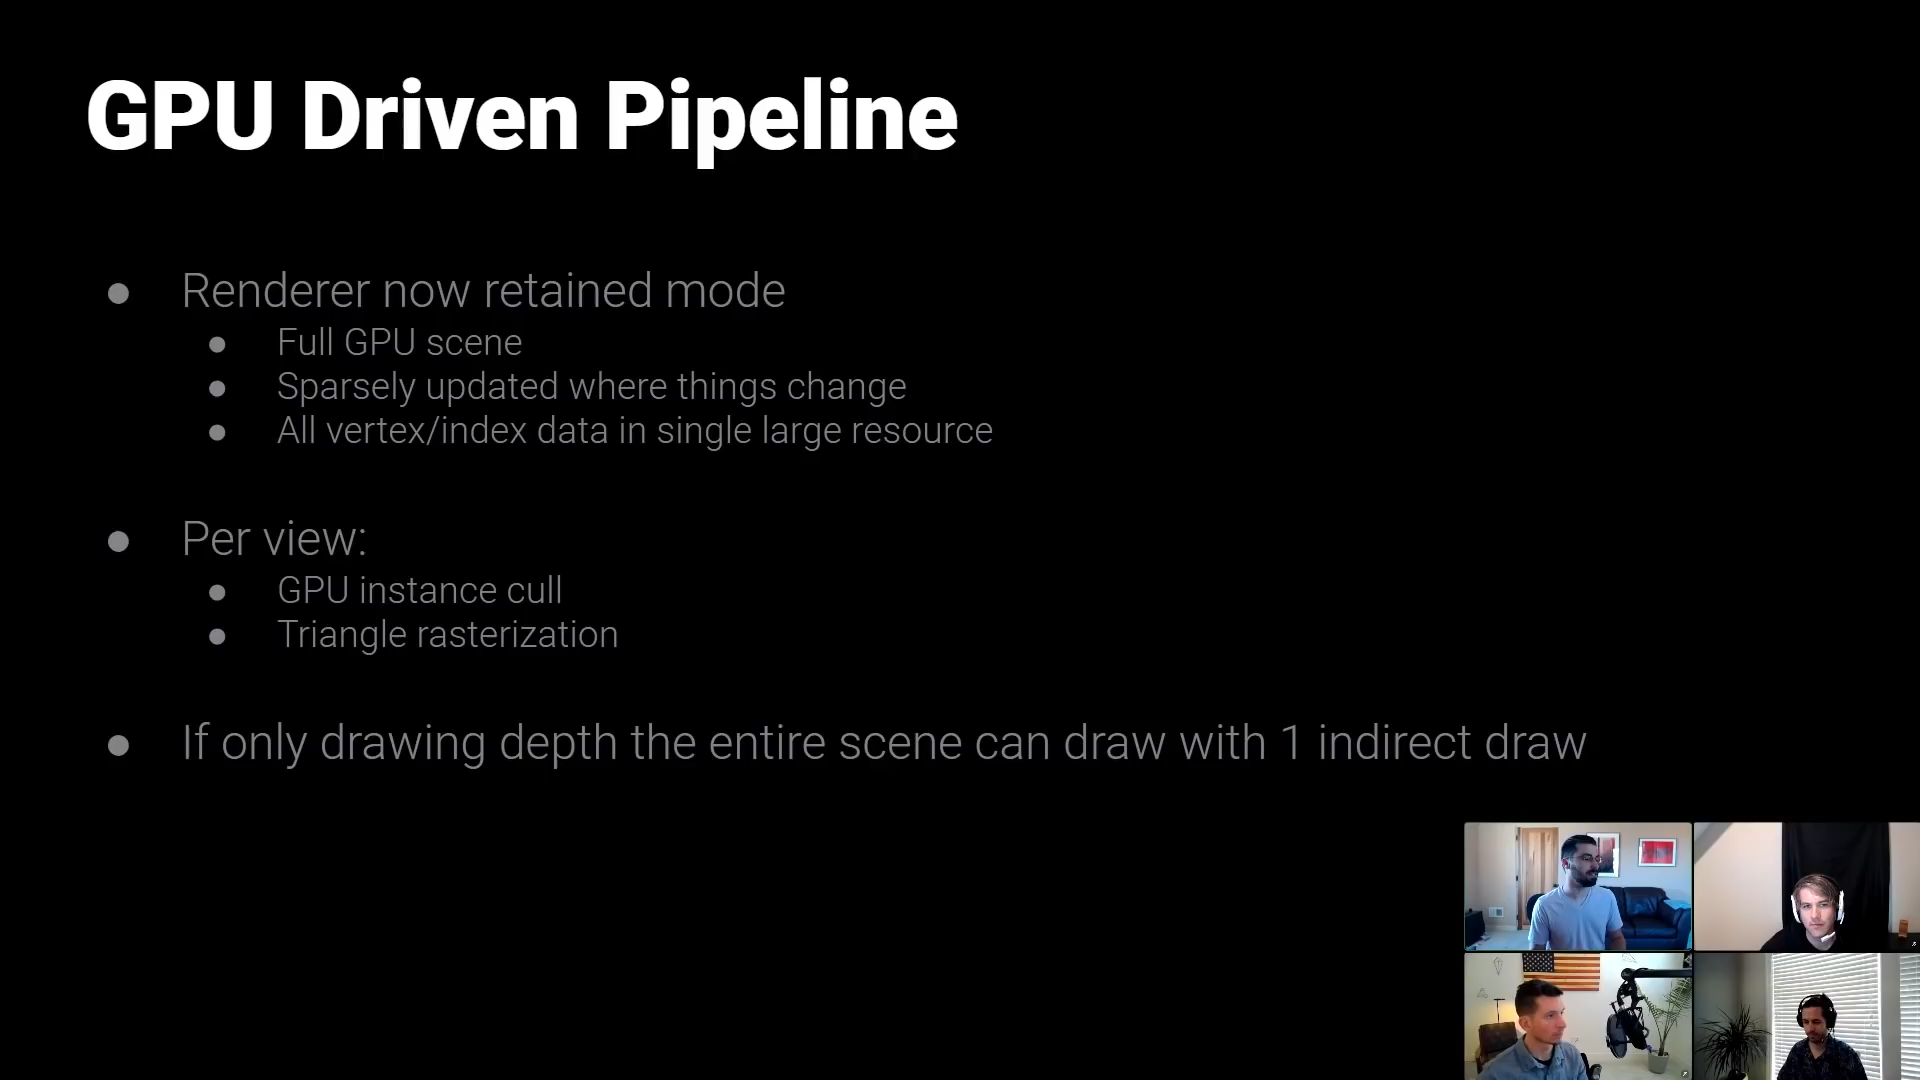 GPU Driven Pipeline
● Renderer now retained mode
● Full GPU scene
● Sparsely updated where things change
● All vertex/index data in single large resource
● Per view:
● GPU instance cull
● Triangle rasterization
● If only drawing depth the entire scene can draw with 1 indirect draw